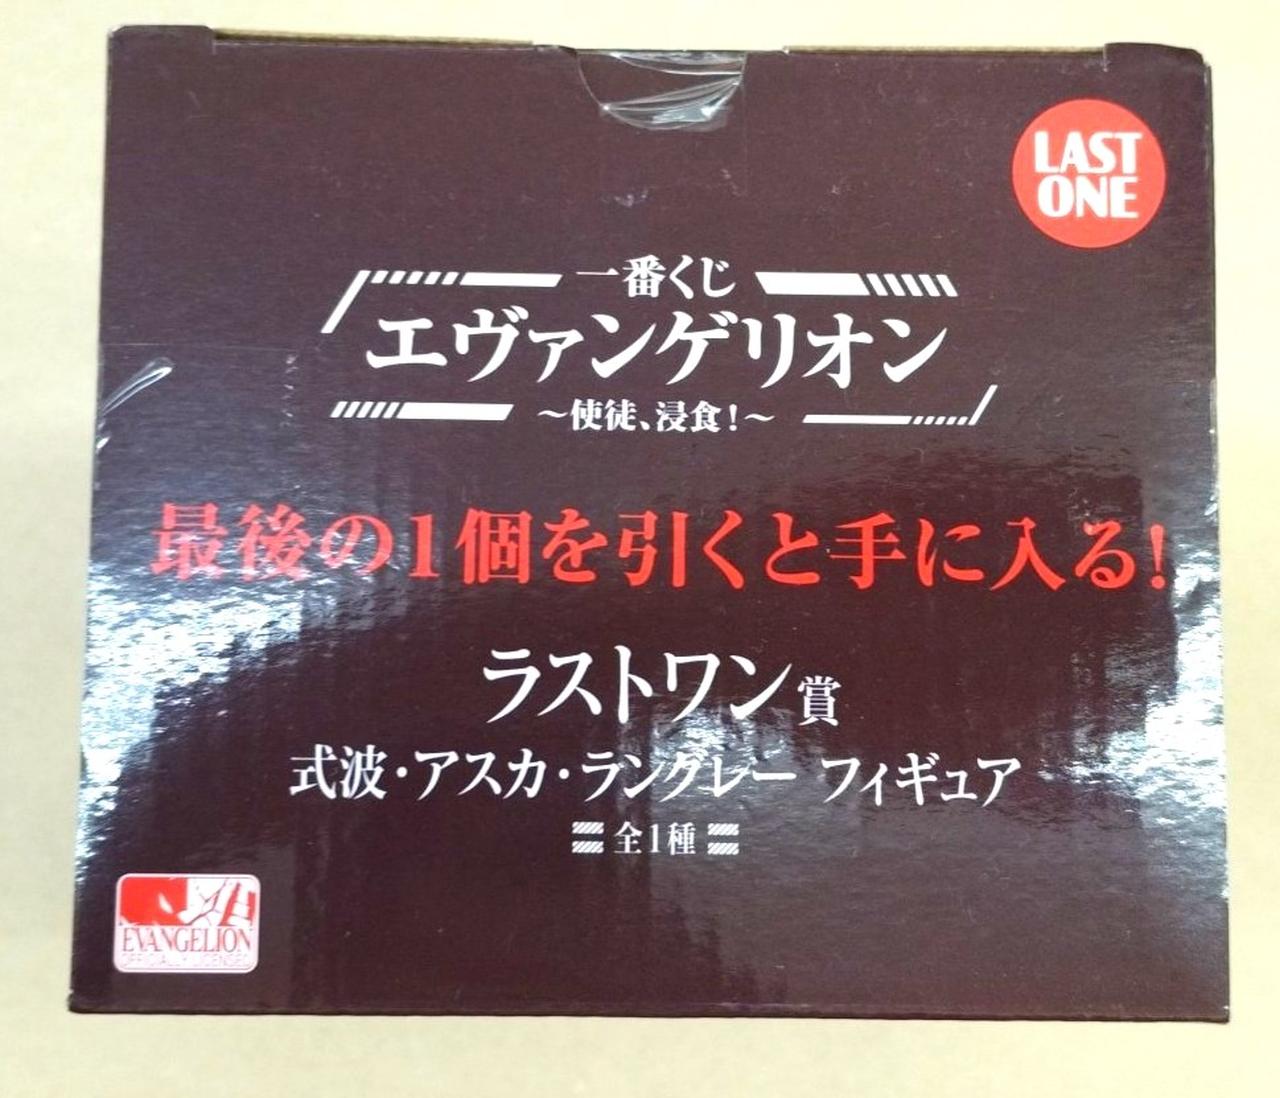 LAST
ONE
一番くじ
エヴァンゲリオン
～使徒、浸食!～
最後の1個を引くと手に入る!
ラストワン賞
式波・アスカ・ラングレー フィギュア
全1種
EVANGELION
OFFICIALLY LICENSED